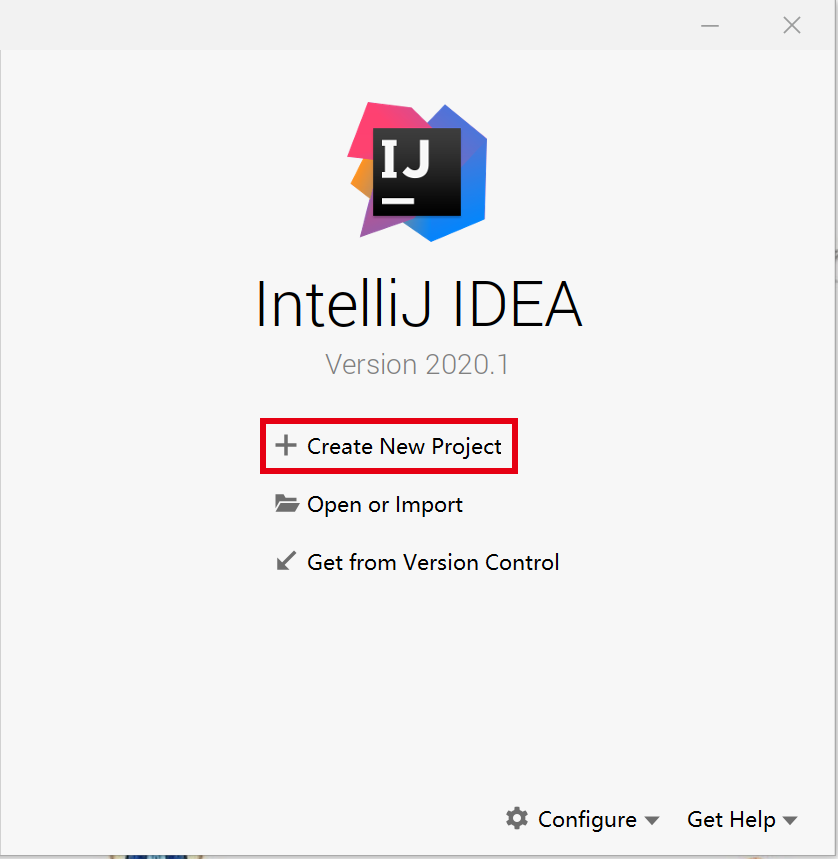 IJ
IntelliJ IDEA
Version 2020.1
Create New Project
Open or Import
Get from Version Control
Configure Get Help